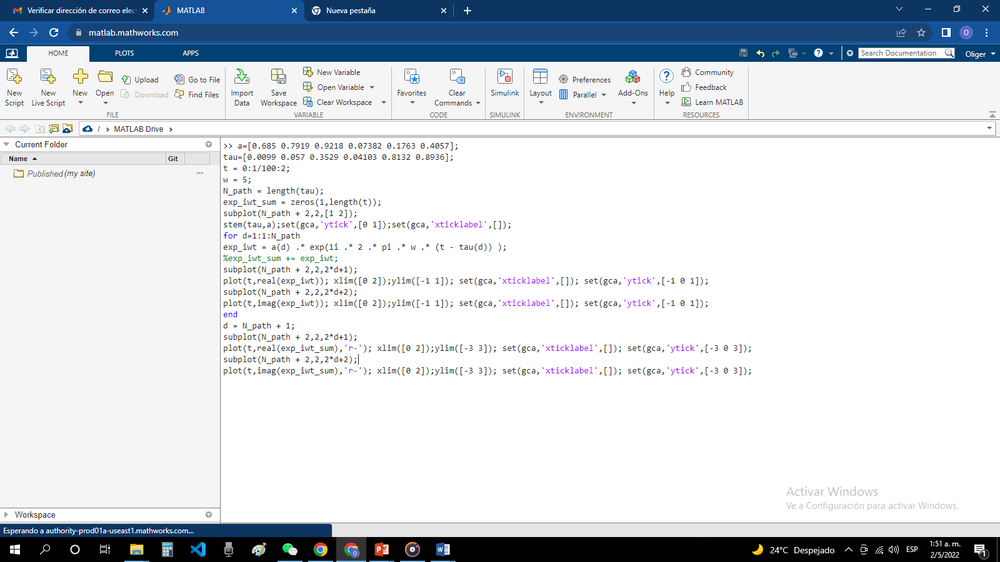 Verificar dirección de correo elec
MATLAB
Nueva pestaña
matlab.mathworks.com
O
HOME
PLOTS
APPS
Search Documentation
Oliger
New Script
New Live Script
New
Open
Upload
Download
Go to File
Find Files
FILE
Import Data
Save Workspace
New Variable
Open Variable
Clear Workspace
VARIABLE
Favorites
Clear Commands
CODE
Simulink
SIMULINK
Layout
Preferences
Parallel
Add-Ons
ENVIRONMENT
Help
Community
Feedback
Learn MATLAB
RESOURCES
/ MATLAB Drive
Current Folder
Name
Git
Published (my site)
>> a=[0.685 0.7919 0.9218 0.07382 0.1763 0.4057];
tau=[0.0099 0.057 0.3529 0.04103 0.8132 0.8936];
t = 0:1/100:2;
w = 5;
N_path = length(tau);
exp_iwt_sum = zeros(1,length(t));
subplot(N_path + 2,2,[1 2]);
stem(tau,a);set(gca,'ytick',[0 1]);set(gca,'xticklabel',[]);
for d=1:1:N_path
exp_iwt = a(d) .* exp(1i .* 2 .* pi .* w .* (t - tau(d)) );
%exp_iwt_sum += exp_iwt;
subplot(N_path + 2,2,2*d+1);
plot(t,real(exp_iwt)); xlim([0 2]);ylim([-1 1]); set(gca,'xticklabel',[]); set(gca,'ytick',[-1 0 1]);
subplot(N_path + 2,2,2*d+2);
plot(t,imag(exp_iwt)); xlim([0 2]);ylim([-1 1]); set(gca,'xticklabel',[]); set(gca,'ytick',[-1 0 1]);
end
d = N_path + 1;
subplot(N_path + 2,2,2*d+1);
plot(t,real(exp_iwt_sum),'r-'); xlim([0 2]);ylim([-3 3]); set(gca,'xticklabel',[]); set(gca,'ytick',[-3 0 3]);
subplot(N_path + 2,2,2*d+2);
plot(t,imag(exp_iwt_sum),'r-'); xlim([0 2]);ylim([-3 3]); set(gca,'xticklabel',[]); set(gca,'ytick',[-3 0 3]);
Activar Windows
Ve a Configuración para activar Windows.
Workspace
Esperando a authority-prod01a-useast1.mathworks.com...
24°C Despejado
ESP
1:51 a. m.
2/5/2022
1